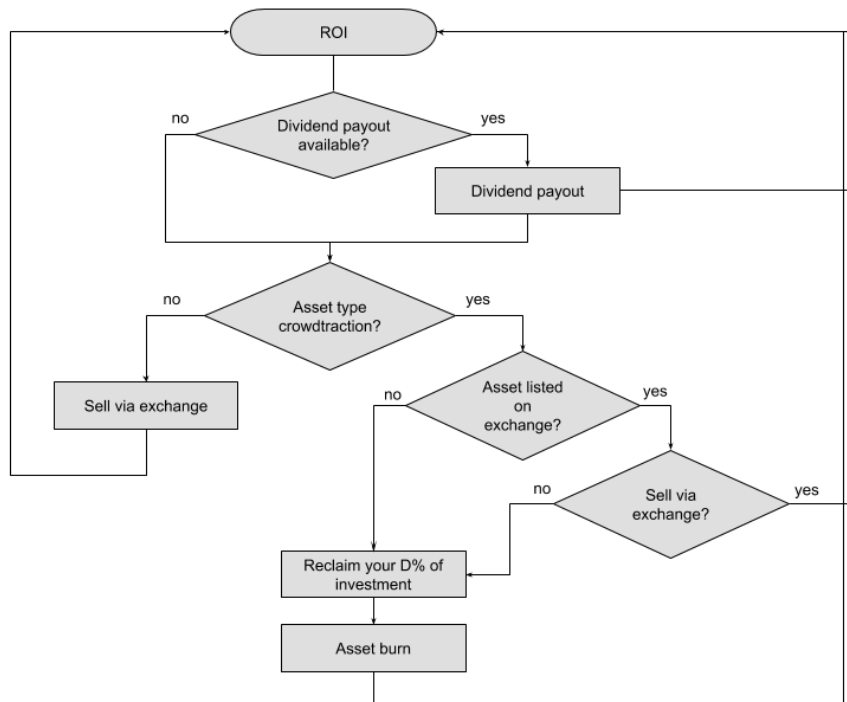 ROI
no
yes
Dividend payout
available?
Dividend payout
no
yes
Asset type
crowdtraction?
Sell via exchange
no
yes
Asset listed
on
exchange?
no
yes
Sell via
exchange?
Reclaim your D% of
investment
Asset burn